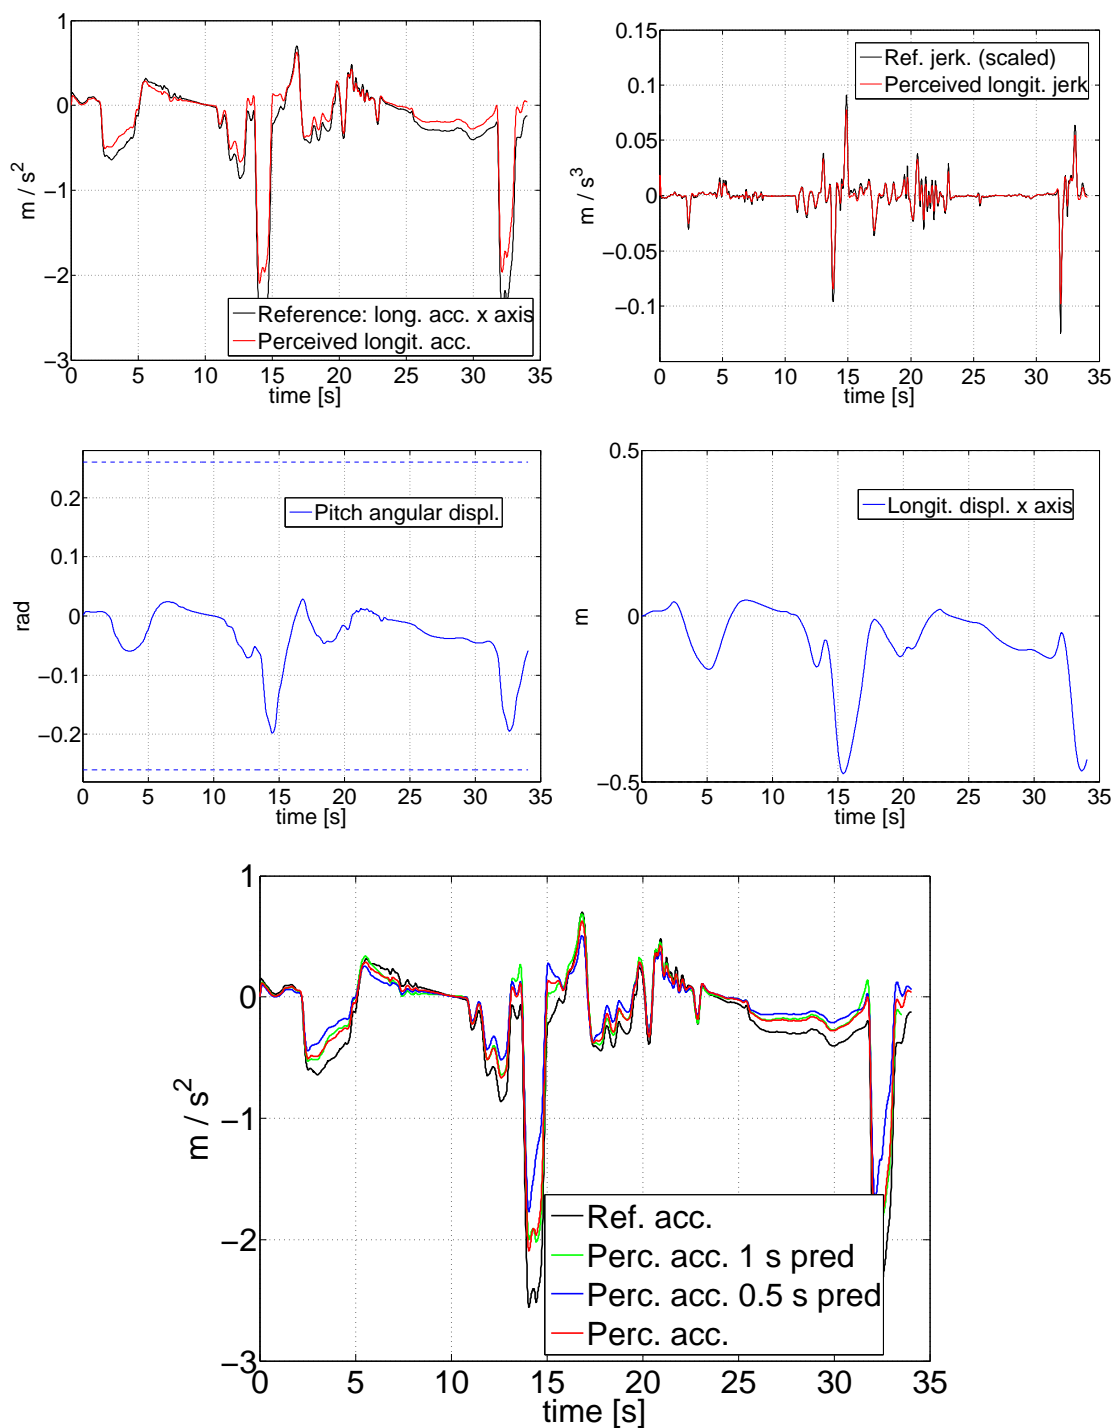 1
0
−1
−2
−3
m / s2
0 5 10 15 20 25 30 35
time [s]
Reference: long. acc. x axis
Perceived longit. acc.
0.15
0.1
0.05
0
−0.05
−0.1
m / s3
0 5 10 15 20 25 30 35
time [s]
Ref. jerk. (scaled)
Perceived longit. jerk
0.2
0.1
0
−0.1
−0.2
rad
0 5 10 15 20 25 30 35
time [s]
Pitch angular displ.
0.5
0
−0.5
m
0 5 10 15 20 25 30 35
time [s]
Longit. displ. x axis
1
0
−1
−2
−3
m / s2
0 5 10 15 20 25 30 35
time [s]
Ref. acc.
Perc. acc. 1 s pred
Perc. acc. 0.5 s pred
Perc. acc.